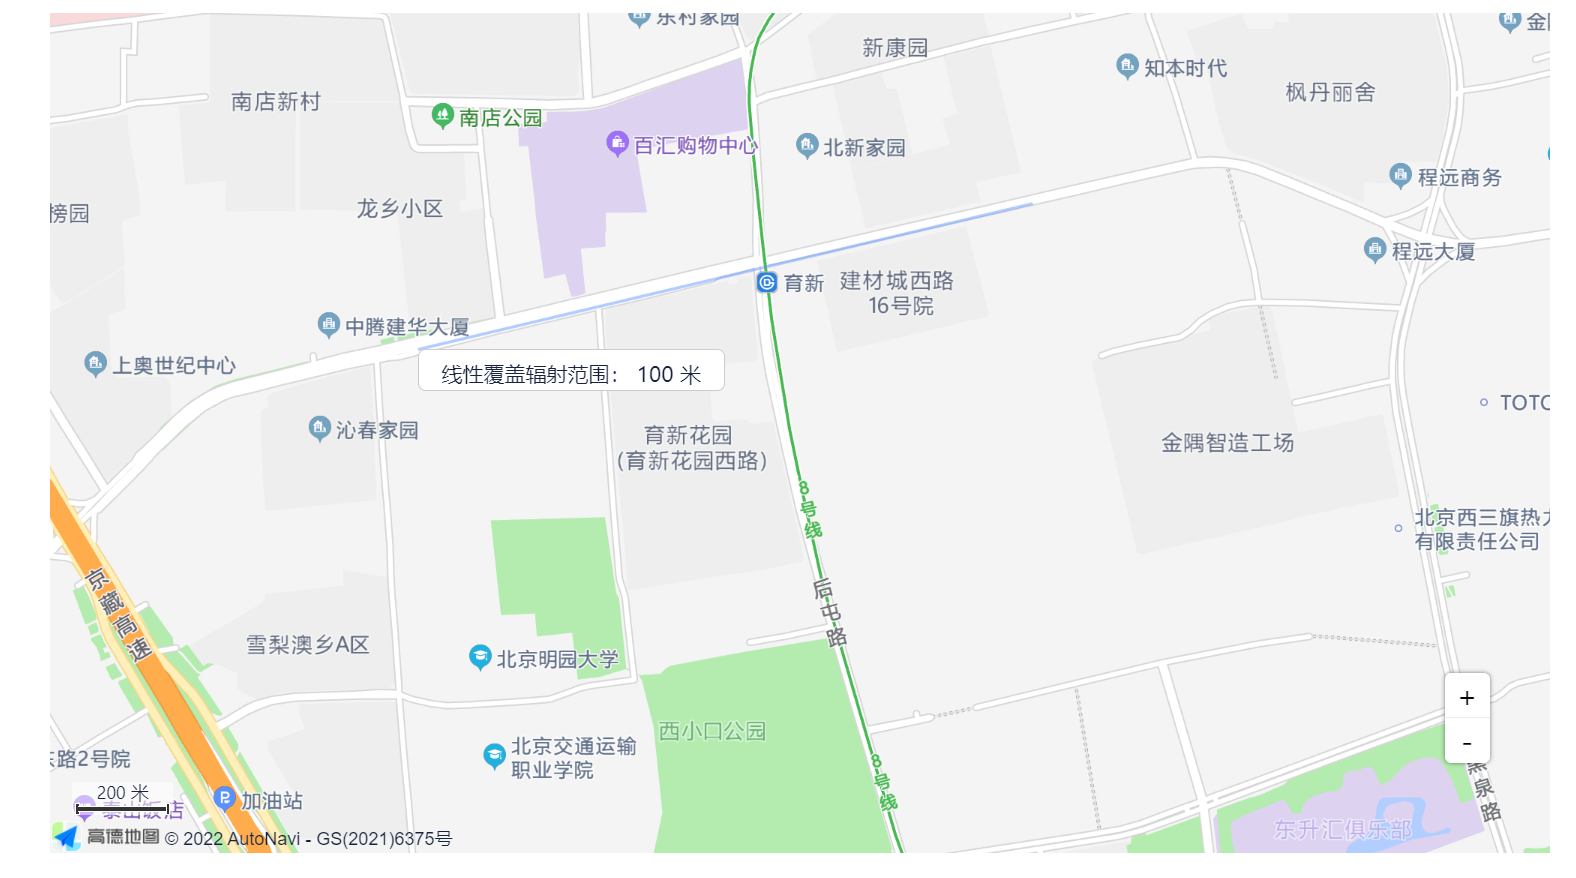 东村家园
新康园
金隅
知本时代
枫丹丽舍
南店新村
南店公园
百汇购物中心
北新家园
程远商务
榜园
龙乡小区
程远大厦
育新
建材城西路
16号院
中腾建华大厦
上奥世纪中心
线性覆盖辐射范围： 100 米
TOTO
沁春家园
育新花园
(育新花园西路)
金隅智造工场
8号线
北京西三旗热力
有限责任公司
京藏高速
后屯路
雪梨澳乡A区
北京明园大学
西小口公园
+
-
北京交通运输
职业学院
东路2号院
8号线
黑泉路
200 米
泰山饭店
加油站
东升汇俱乐部
高德地图 © 2022 AutoNavi - GS(2021)6375号